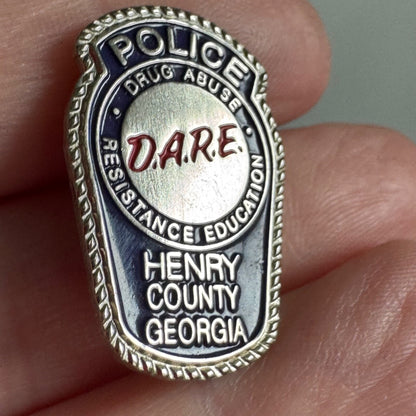 POLICE
• DRUG ABUSE •
D.A.R.E.
RESISTANCE EDUCATION
HENRY
COUNTY
GEORGIA